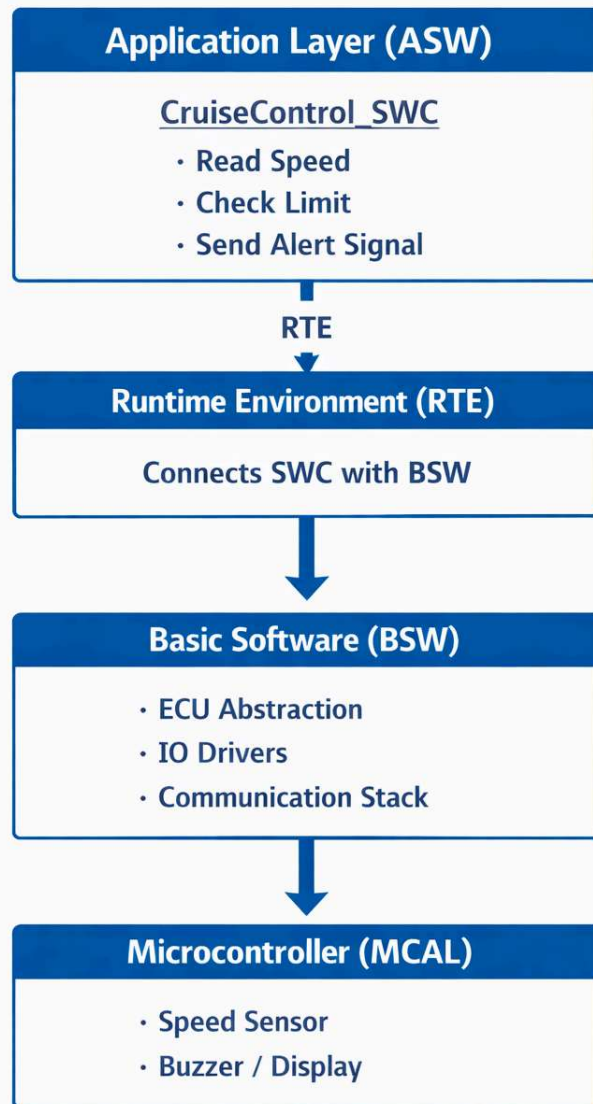 Application Layer (ASW)
CruiseControl_SWC
· Read Speed
· Check Limit
· Send Alert Signal
RTE
Runtime Environment (RTE)
Connects SWC with BSW
Basic Software (BSW)
· ECU Abstraction
· IO Drivers
· Communication Stack
Microcontroller (MCAL)
· Speed Sensor
· Buzzer / Display